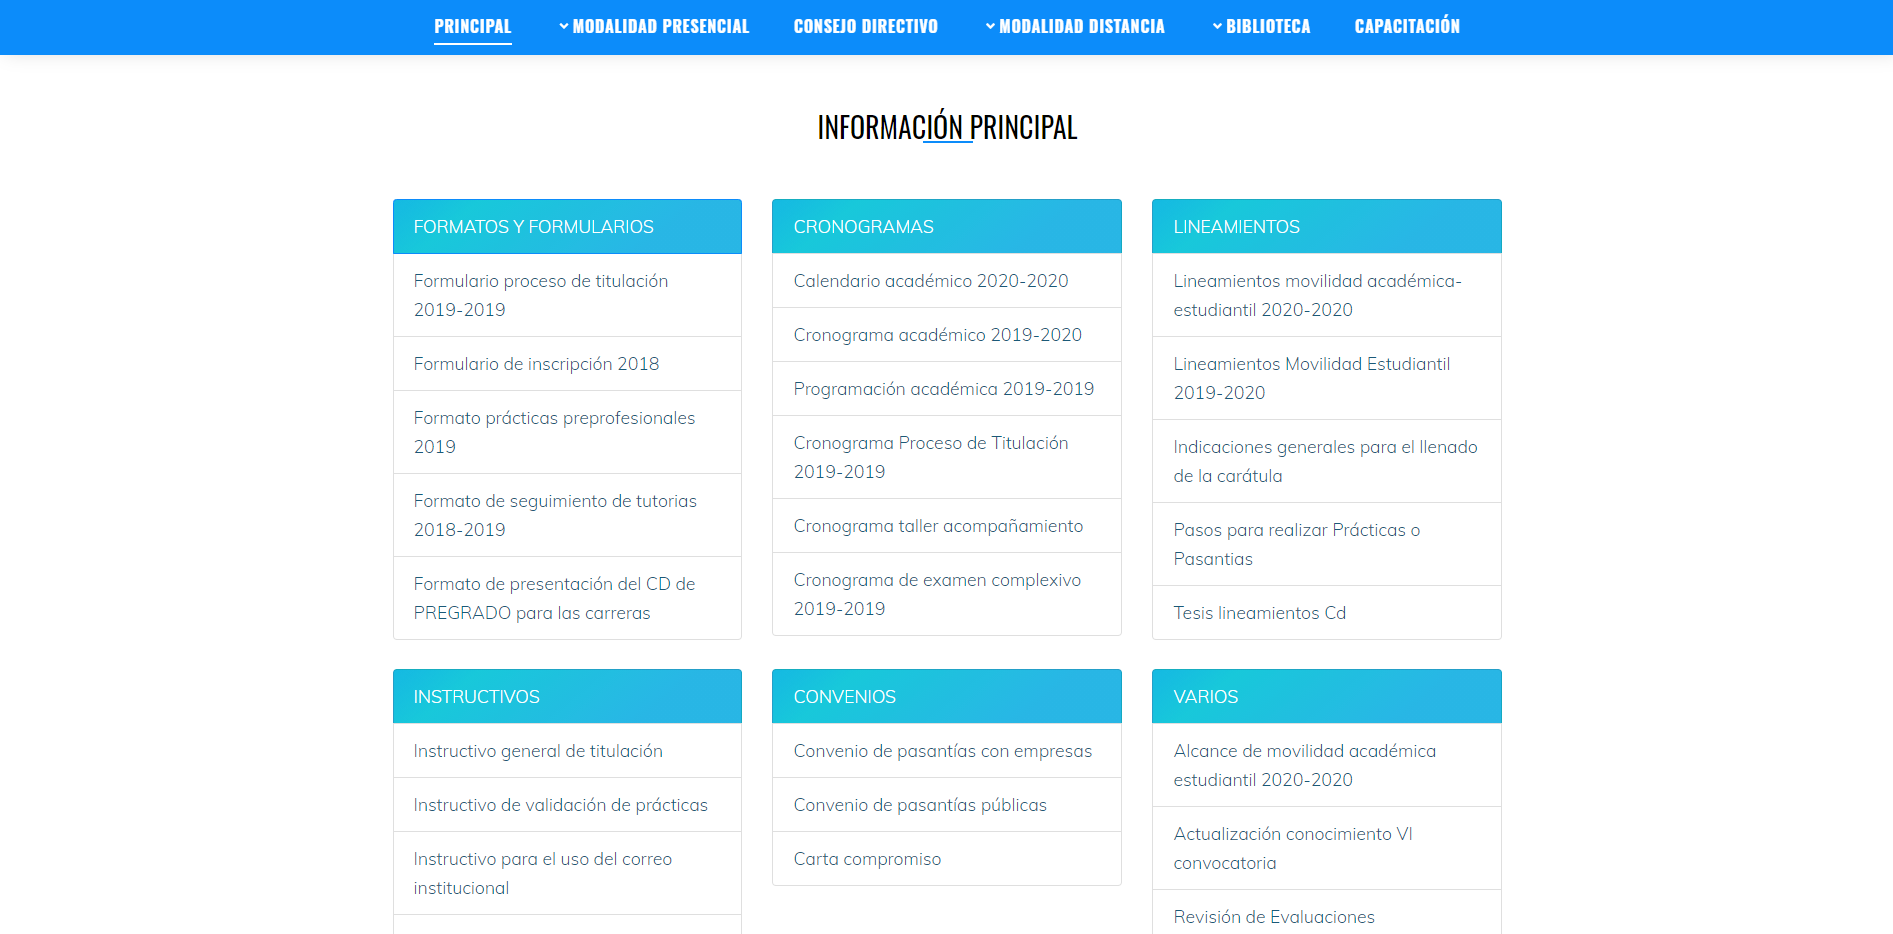 PRINCIPAL MODALIDAD PRESENCIAL CONSEJO DIRECTIVO MODALIDAD DISTANCIA BIBLIOTECA CAPACITACIÓN
INFORMACIÓN PRINCIPAL
FORMATOS Y FORMULARIOS
Formulario proceso de titulación
2019-2019
Formulario de inscripción 2018
Formato prácticas preprofesionales
2019
Formato de seguimiento de tutorias
2018-2019
Formato de presentación del CD de
PREGRADO para las carreras
CRONOGRAMAS
Calendario académico 2020-2020
Cronograma académico 2019-2020
Programación académica 2019-2019
Cronograma Proceso de Titulación
2019-2019
Cronograma taller acompañamiento
Cronograma de examen complexivo
2019-2019
LINEAMIENTOS
Lineamientos movilidad académica-
estudiantil 2020-2020
Lineamientos Movilidad Estudiantil
2019-2020
Indicaciones generales para el llenado
de la carátula
Pasos para realizar Prácticas o
Pasantias
Tesis lineamientos Cd
INSTRUCTIVOS
Instructivo general de titulación
Instructivo de validación de prácticas
Instructivo para el uso del correo
institucional
CONVENIOS
Convenio de pasantías con empresas
Convenio de pasantías públicas
Carta compromiso
VARIOS
Alcance de movilidad académica
estudiantil 2020-2020
Actualización conocimiento VI
convocatoria
Revisión de Evaluaciones